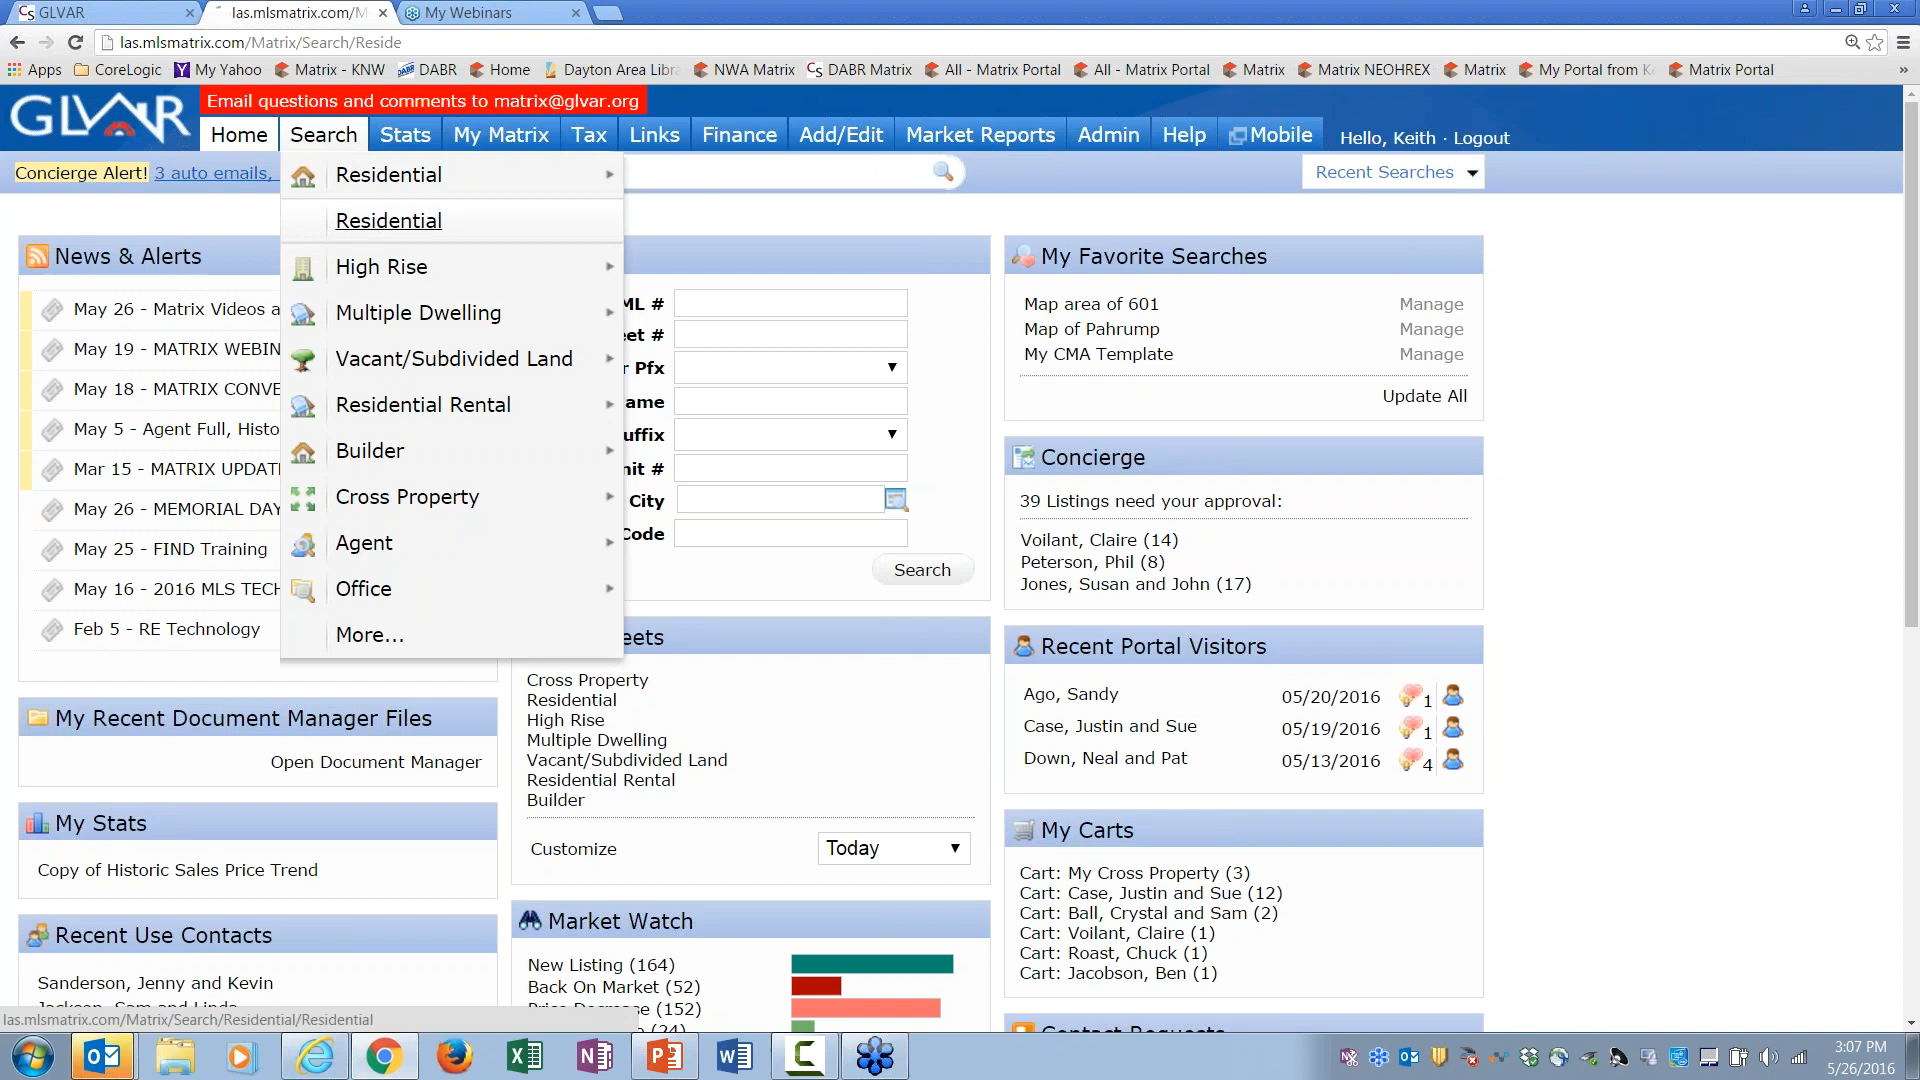 GLVAR
las.mlsmatrix.com/M
My Webinars
las.mlsmatrix.com/Matrix/Search/Reside
Apps
CoreLogic
My Yahoo
Matrix - KNW
DABR
Home
Dayton Area Libra
NWA Matrix
DABR Matrix
All - Matrix Portal
All - Matrix Portal
Matrix
Matrix NEOHREX
Matrix
My Portal from K
Matrix Portal
GLVAR
Email questions and comments to matrix@glvar.org
Home
Search
Stats
My Matrix
Tax
Links
Finance
Add/Edit
Market Reports
Admin
Help
Mobile
Hello, Keith · Logout
Concierge Alert! 3 auto emails,
Recent Searches
Residential
Residential
High Rise
Multiple Dwelling
Vacant/Subdivided Land
Residential Rental
Builder
Cross Property
Agent
Office
More...
News & Alerts
May 26 - Matrix Videos a
May 19 - MATRIX WEBIN
May 18 - MATRIX CONVE
May 5 - Agent Full, Histo
Mar 15 - MATRIX UPDAT
May 26 - MEMORIAL DAY
May 25 - FIND Training
May 16 - 2016 MLS TECH
Feb 5 - RE Technology
My Recent Document Manager Files
Open Document Manager
My Stats
Copy of Historic Sales Price Trend
Recent Use Contacts
Sanderson, Jenny and Kevin
Jackson, Sam and Linda
las.mlsmatrix.com/Matrix/Search/Residential/Residential
ML #
eet #
r Pfx
ame
uffix
nit #
City
Code
Search
eets
Cross Property
Residential
High Rise
Multiple Dwelling
Vacant/Subdivided Land
Residential Rental
Builder
Customize
Today
Market Watch
New Listing (164)
Back On Market (52)
Price Decrease (152)
(24)
My Favorite Searches
Map area of 601 Manage
Map of Pahrump Manage
My CMA Template Manage
Update All
Concierge
39 Listings need your approval:
Voilant, Claire (14)
Peterson, Phil (8)
Jones, Susan and John (17)
Recent Portal Visitors
Ago, Sandy 05/20/2016 1
Case, Justin and Sue 05/19/2016 1
Down, Neal and Pat 05/13/2016 4
My Carts
Cart: My Cross Property (3)
Cart: Case, Justin and Sue (12)
Cart: Ball, Crystal and Sam (2)
Cart: Voilant, Claire (1)
Cart: Roast, Chuck (1)
Cart: Jacobson, Ben (1)
Contact Requests
3:07 PM
5/26/2016